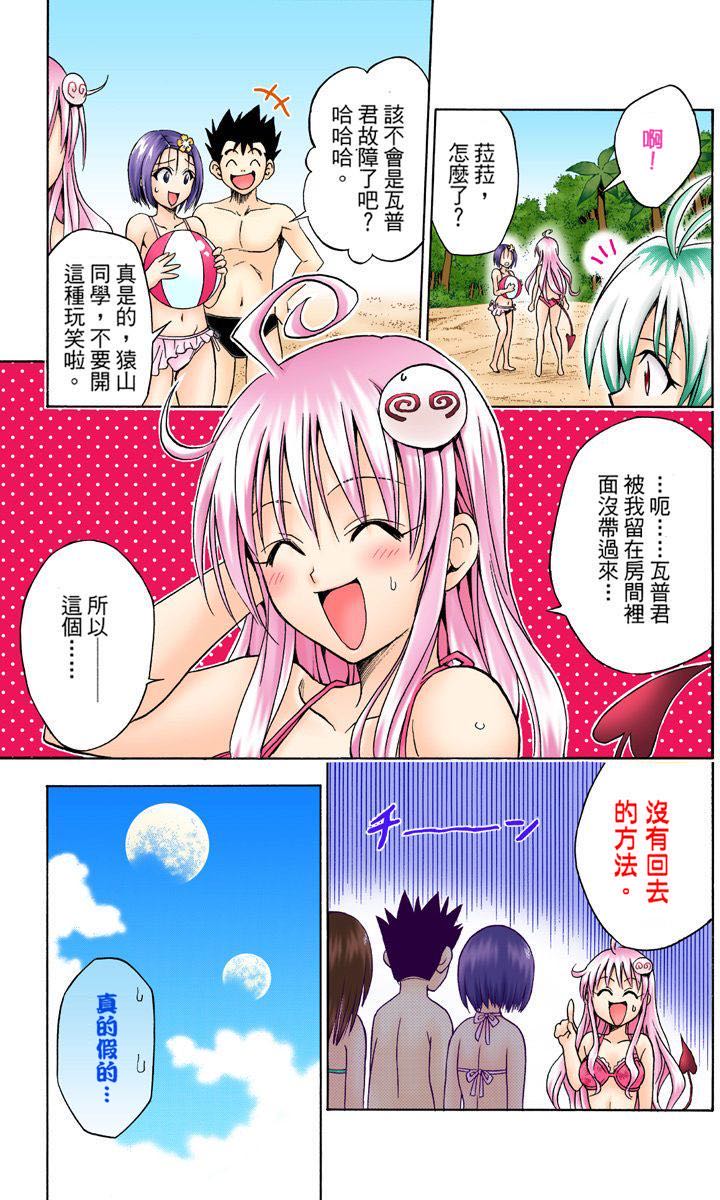 啊！
菈菈，
怎麼了？
該不會是瓦普
君故障了吧？
哈哈哈。
真是的，猿山
同學，不要開
這種玩笑啦。
…呃……瓦普君
被我留在房間裡
面沒帶過來…
所以——
這個……
沒有回去
的方法。
チーーン
真的假的…